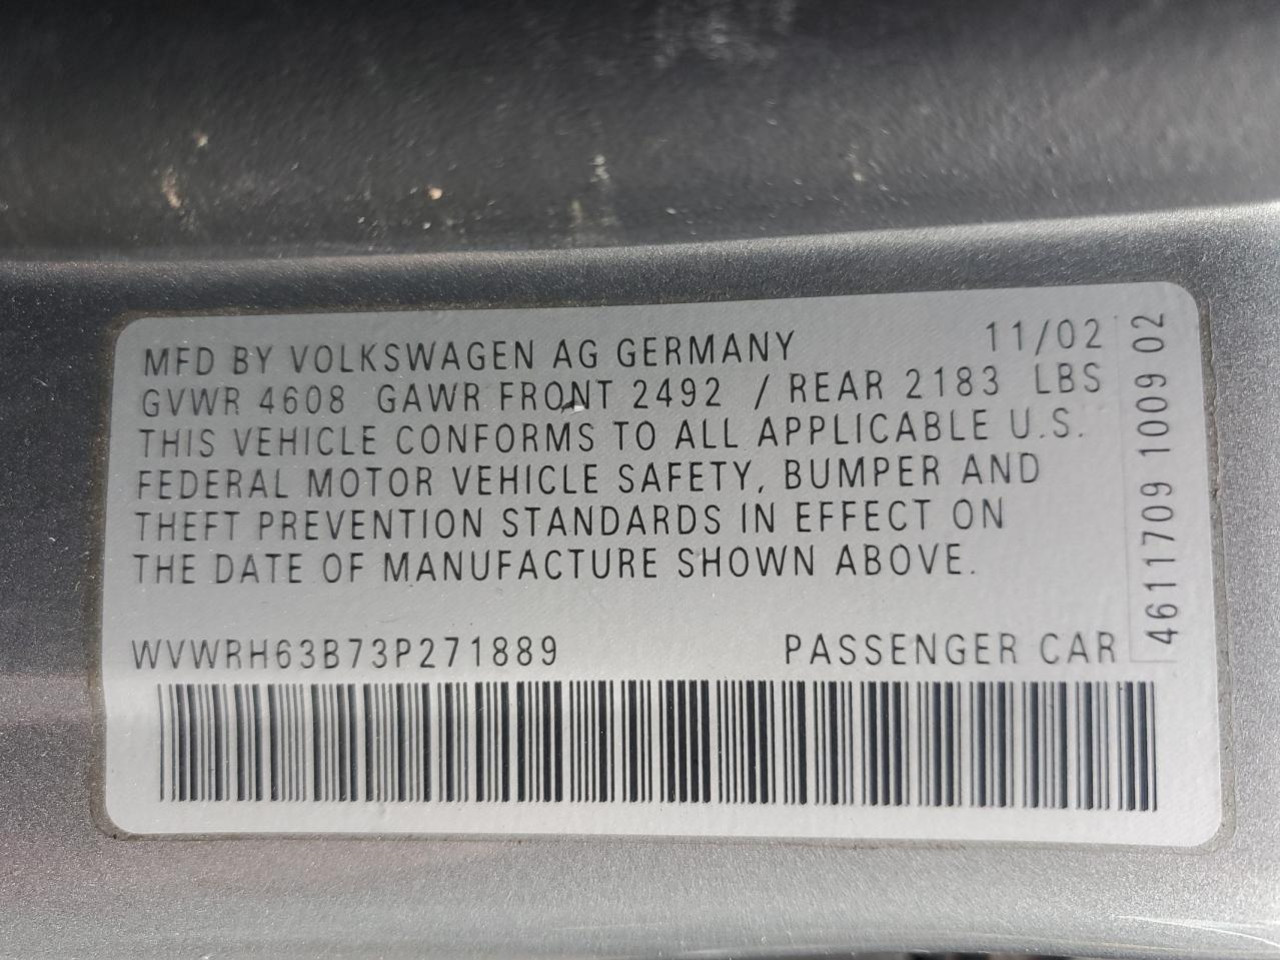 MFD BY VOLKSWAGEN AG GERMANY 11/02
GVWR 4608 GAWR FRONT 2492 / REAR 2183 LBS
THIS VEHICLE CONFORMS TO ALL APPLICABLE U.S.
FEDERAL MOTOR VEHICLE SAFETY, BUMPER AND
THEFT PREVENTION STANDARDS IN EFFECT ON
THE DATE OF MANUFACTURE SHOWN ABOVE.
WVWRH63B73P271889 PASSENGER CAR
4611709 1009 02